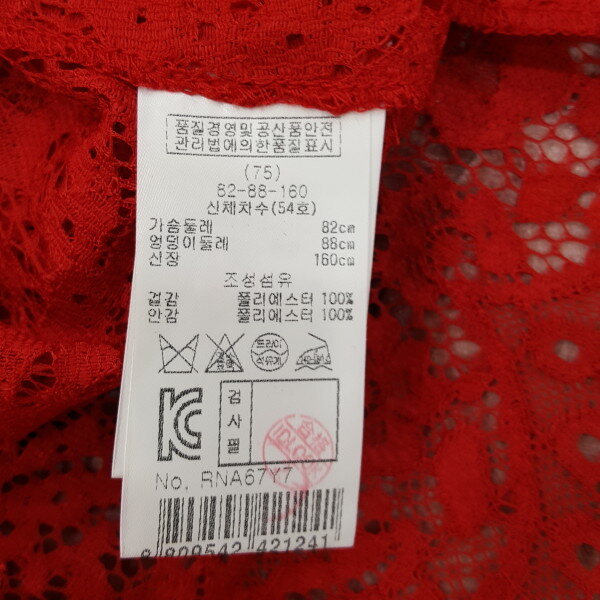 품질경영및공산품안전
관리법에의한품질표시
(75)
82-88-160
신체치수(54호)
가슴둘레 82cm
엉덩이둘레 88cm
신장 160cm
조성섬유
겉감 폴리에스터 100%
안감 폴리에스터 100%
드라이
석유계
검
사
필
No. RNA67Y7
8 809542 421241